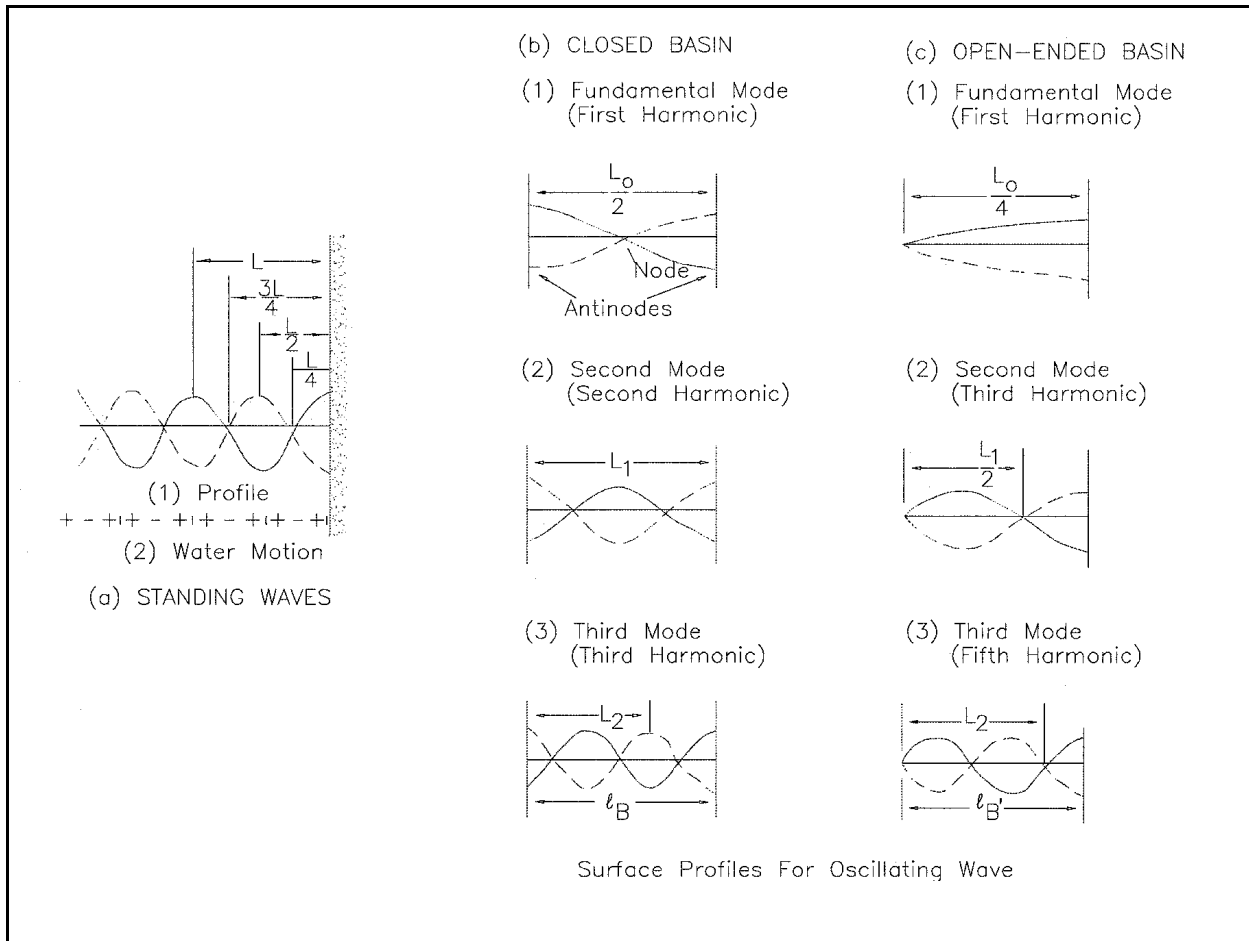 L
3L
4
L
2
L
4
(1) Profile
+ - +|- + - +|+ - +|- + - +
(2) Water Motion
(a) STANDING WAVES
(b) CLOSED BASIN
(1) Fundamental Mode
(First Harmonic)
Lo
2
Node
Antinodes
(2) Second Mode
(Second Harmonic)
L1
(3) Third Mode
(Third Harmonic)
L2
ℓB
(c) OPEN-ENDED BASIN
(1) Fundamental Mode
(First Harmonic)
Lo
4
(2) Second Mode
(Third Harmonic)
L1
2
(3) Third Mode
(Fifth Harmonic)
L2
ℓB'
Surface Profiles For Oscillating Wave